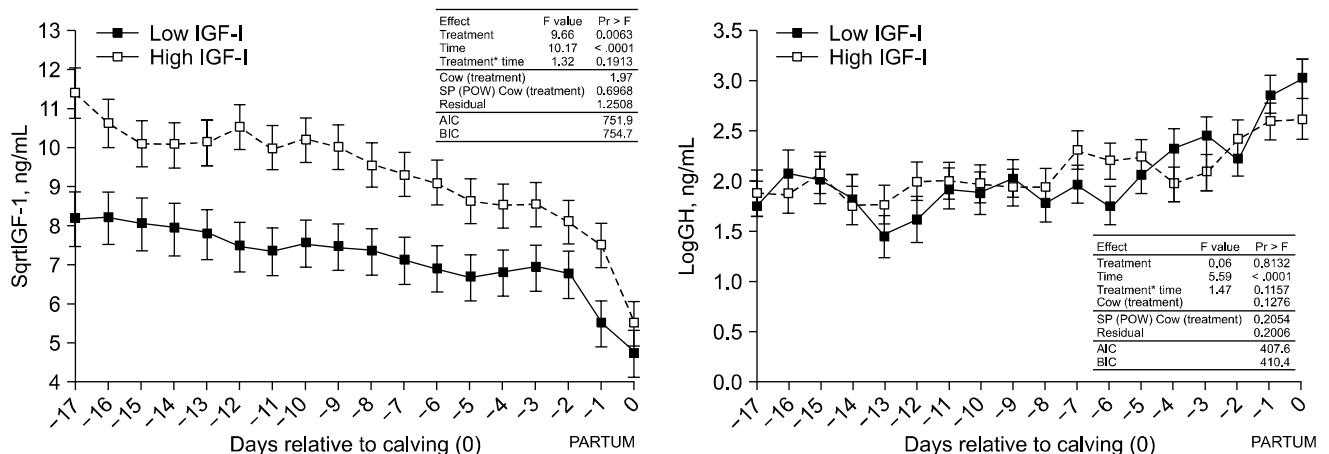 SqrtIGF-1, ng/mL
13
12
11
10
9
8
7
6
5
4
Low IGF-I
High IGF-I
Effect F value Pr > F
Treatment 9.66 0.0063
Time 10.17 < .0001
Treatment* time 1.32 0.1913
Cow (treatment) 1.97
SP (POW) Cow (treatment) 0.6968
Residual 1.2508
AIC 751.9
BIC 754.7
−17 −16 −15 −14 −13 −12 −11 −10 −9 −8 −7 −6 −5 −4 −3 −2 −1 0
Days relative to calving (0) PARTUM
LogGH, ng/mL
3.5
3.0
2.5
2.0
1.5
1.0
0.5
0.0
Low IGF-I
High IGF-I
Effect F value Pr > F
Treatment 0.06 0.8132
Time 5.59 < .0001
Treatment* time 1.47 0.1157
Cow (treatment) 0.1276
SP (POW) Cow (treatment) 0.2054
Residual 0.2006
AIC 407.6
BIC 410.4
−17 −16 −15 −14 −13 −12 −11 −10 −9 −8 −7 −6 −5 −4 −3 −2 −1 0
Days relative to calving (0) PARTUM